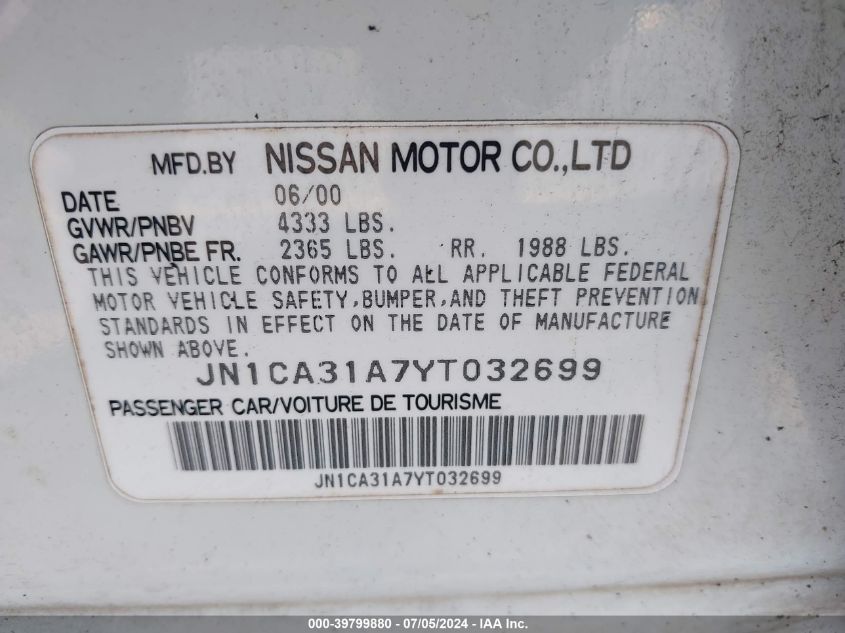 MFD.BY NISSAN MOTOR CO.,LTD
DATE 06/00
GVWR/PNBV 4333 LBS.
GAWR/PNBE FR. 2365 LBS. RR. 1988 LBS.
THIS VEHICLE CONFORMS TO ALL APPLICABLE FEDERAL
MOTOR VEHICLE SAFETY,BUMPER,AND THEFT PREVENTION
STANDARDS IN EFFECT ON THE DATE OF MANUFACTURE
SHOWN ABOVE.
JN1CA31A7YT032699
PASSENGER CAR/VOITURE DE TOURISME
JN1CA31A7YT032699
000-39799880 - 07/05/2024 - IAA Inc.